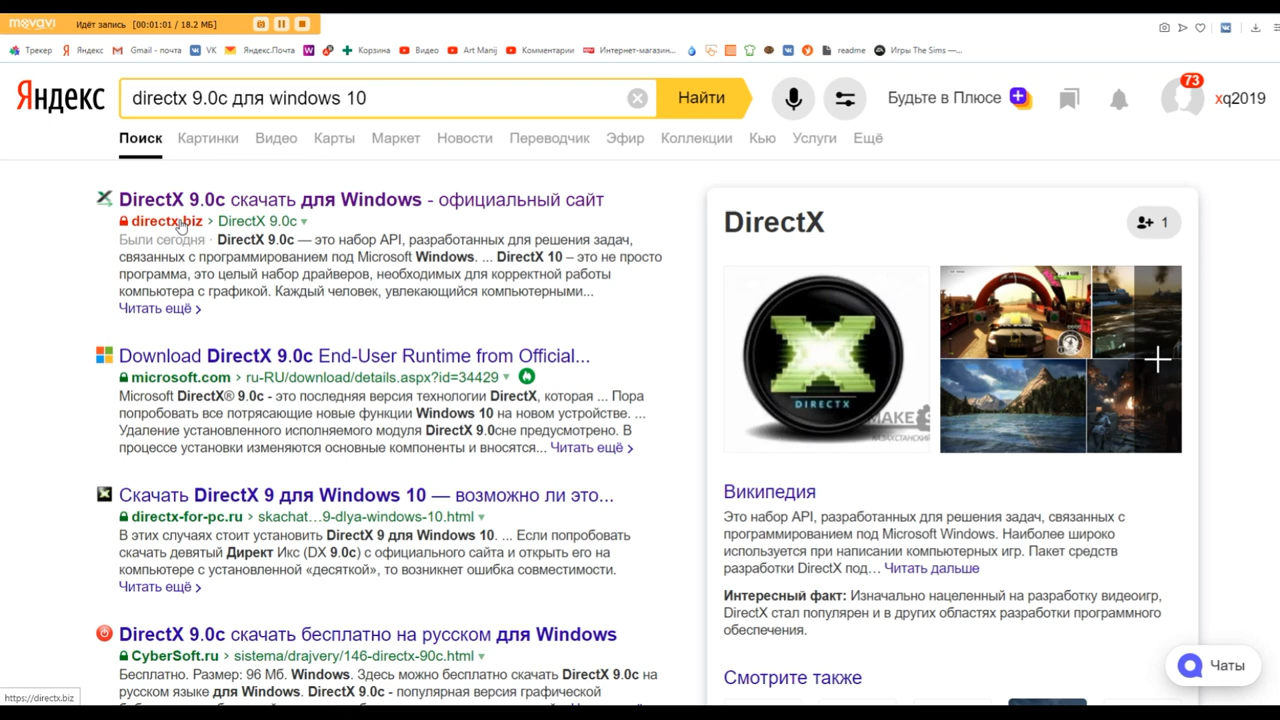 movavi Идёт запись [00:01:01 / 18.2 МБ]
Трекер Яндекс Gmail - почта VK Яндекс.Почта Корзина Видео Art Manij Комментарии Интернет-магазин... readme Игры The Sims —...
Яндекс directx 9.0c для windows 10 Найти Будьте в Плюсе 73 xq2019
Поиск Картинки Видео Карты Маркет Новости Переводчик Эфир Коллекции Кью Услуги Ещё
DirectX 9.0c скачать для Windows - официальный сайт
directx.biz > DirectX 9.0c
Были сегодня · DirectX 9.0c — это набор API, разработанных для решения задач,
связанных с программированием под Microsoft Windows. ... DirectX 10 – это не просто
программа, это целый набор драйверов, необходимых для корректной работы
компьютера с графикой. Каждый человек, увлекающийся компьютерными...
Читать ещё >
Download DirectX 9.0c End-User Runtime from Official...
microsoft.com > ru-RU/download/details.aspx?id=34429
Microsoft DirectX® 9.0c - это последняя версия технологии DirectX, которая ... Пора
попробовать все потрясающие новые функции Windows 10 на новом устройстве. ...
Удаление установленного исполняемого модуля DirectX 9.0сне предусмотрено. В
процессе установки изменяются основные компоненты и вносятся... Читать ещё >
Скачать DirectX 9 для Windows 10 — возможно ли это...
directx-for-pc.ru > skachat…9-dlya-windows-10.html
В этих случаях стоит установить DirectX 9 для Windows 10. ... Если попробовать
скачать девятый Директ Икс (DX 9.0c) с официального сайта и открыть его на
компьютере с установленной «десяткой», то возникнет ошибка совместимости.
Читать ещё >
DirectX 9.0c скачать бесплатно на русском для Windows
CyberSoft.ru > sistema/drajvery/146-directx-90c.html
Бесплатно. Размер: 96 Мб. Windows. Здесь можно бесплатно скачать DirectX 9.0c на
русском языке для Windows. DirectX 9.0c - популярная версия графической
https://directx.biz
DirectX
1
DIRECTX
MAKE
КАЗАХСТАНСКИЙ
Википедия
Это набор API, разработанных для решения задач, связанных с
программированием под Microsoft Windows. Наиболее широко
используется при написании компьютерных игр. Пакет средств
разработки DirectX под... Читать дальше
Интересный факт: Изначально нацеленный на разработку видеоигр,
DirectX стал популярен и в других областях разработки программного
обеспечения.
Смотрите также
Чаты